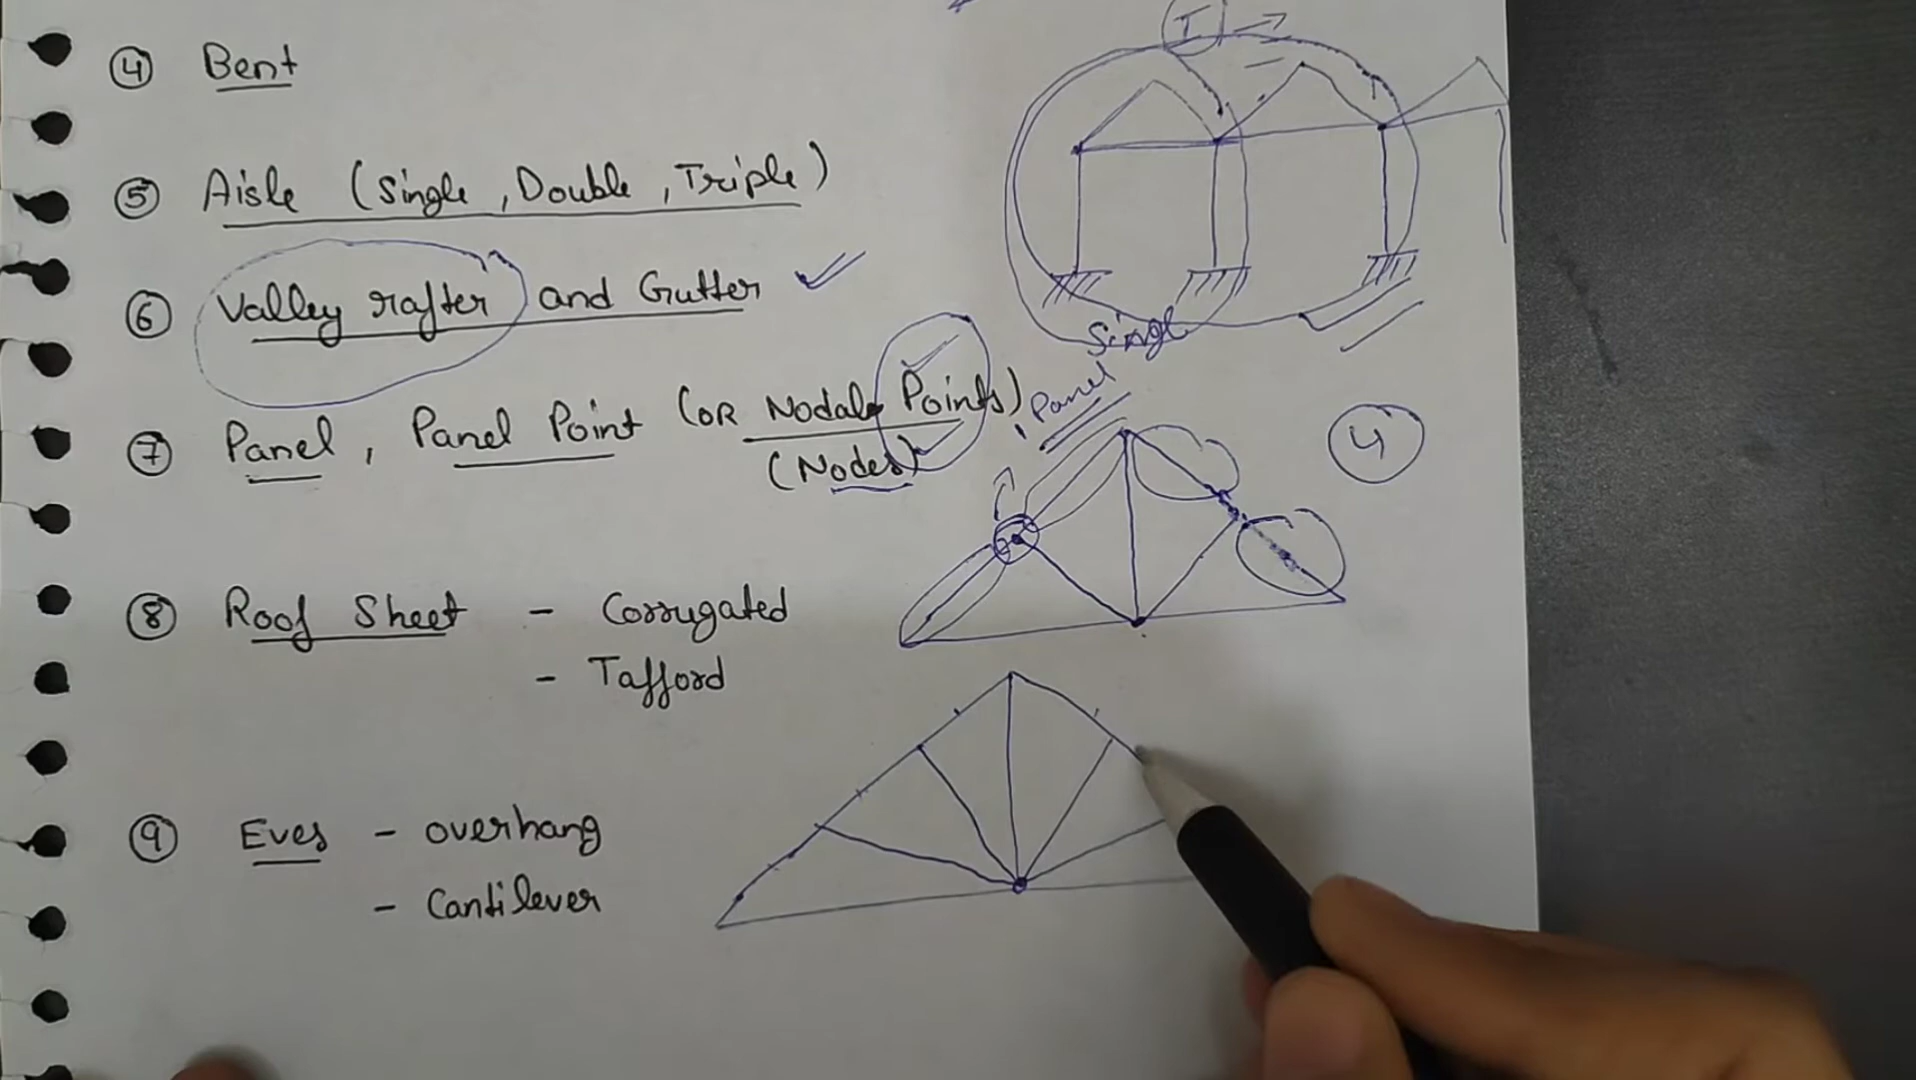 ④ Bent
⑤ Aisle (Single, Double, Triple)
⑥ Valley rafter and Gutter
⑦ Panel, Panel Point (OR Nodal Points)
(Nodes)
⑧ Roof Sheet - Corrugated
- Tafford
⑨ Eves - overhang
- Cantilever
I
Singl
Panel
4